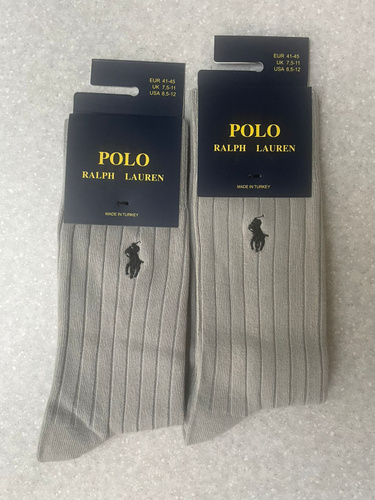 EUR 41-45
UK 7,5-11
USA 8,5-12
POLO
RALPH LAUREN
MADE IN TURKEY
EUR 41-45
UK 7,5-11
USA 8,5-12
POLO
RALPH LAUREN
MADE IN TURKEY